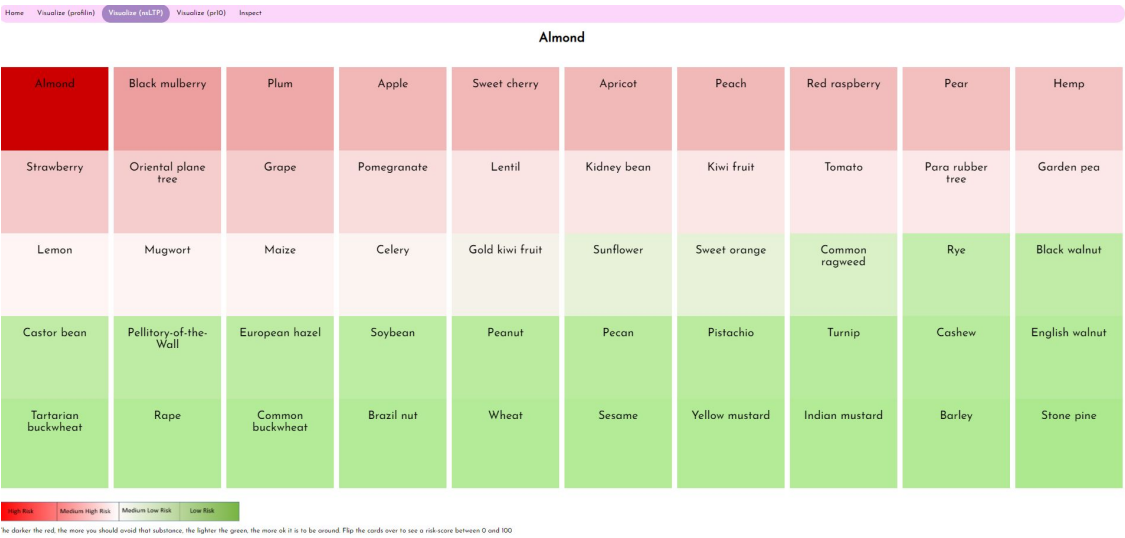 Home Visualize (profilin) Visualize (nsLTP) Visualize (pr10) Inspect
Almond
Almond Black mulberry Plum Apple Sweet cherry Apricot Peach Red raspberry Pear Hemp
Strawberry Oriental plane tree Grape Pomegranate Lentil Kidney bean Kiwi fruit Tomato Para rubber tree Garden pea
Lemon Mugwort Maize Celery Gold kiwi fruit Sunflower Sweet orange Common ragweed Rye Black walnut
Castor bean Pellitory-of-the-Wall European hazel Soybean Peanut Pecan Pistachio Turnip Cashew English walnut
Tartarian buckwheat Rape Common buckwheat Brazil nut Wheat Sesame Yellow mustard Indian mustard Barley Stone pine
High Risk Medium High Risk Medium Low Risk Low Risk
he darker the red, the more you should avoid that substance, the lighter the green, the more ok it is to be around. Flip the cards over to see a risk-score between 0 and 100